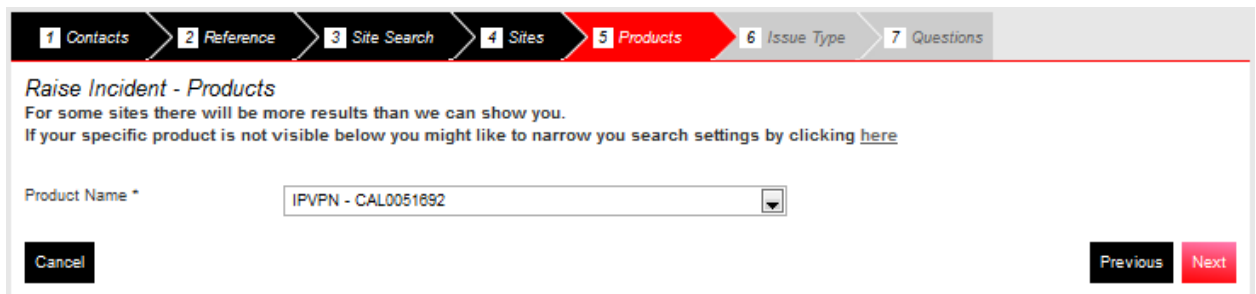 1 Contacts 2 Reference 3 Site Search 4 Sites 5 Products 6 Issue Type 7 Questions
Raise Incident - Products
For some sites there will be more results than we can show you.
If your specific product is not visible below you might like to narrow you search settings by clicking here
Product Name * IPVPN - CAL0051692
Cancel Previous Next